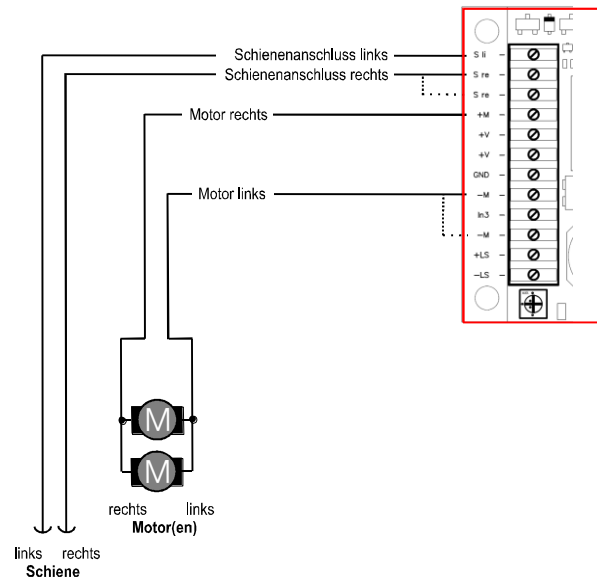 Schienenanschluss links
S li
Schienenanschluss rechts
S re
S re
Motor rechts
+M
+V
+V
GND
Motor links
-M
In3
-M
+LS
-LS
M
M
rechts links
Motor(en)
links rechts
Schiene